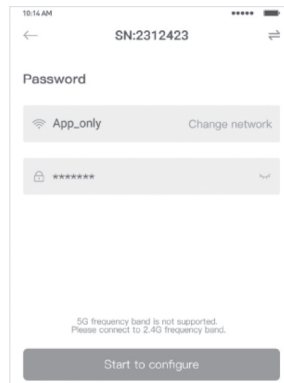 10:14 AM
SN:2312423
Password
App_only Change network
*******
5G frequency band is not supported.
Please connect to 2.4G frequency band.
Start to configure